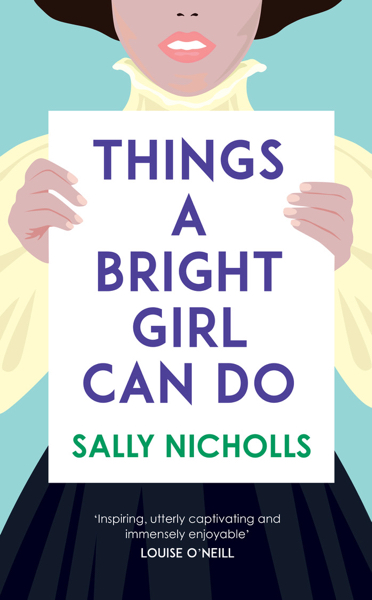 THINGS
A
BRIGHT
GIRL
CAN DO
SALLY NICHOLLS
‘Inspiring, utterly captivating and
immensely enjoyable’
LOUISE O’NEILL